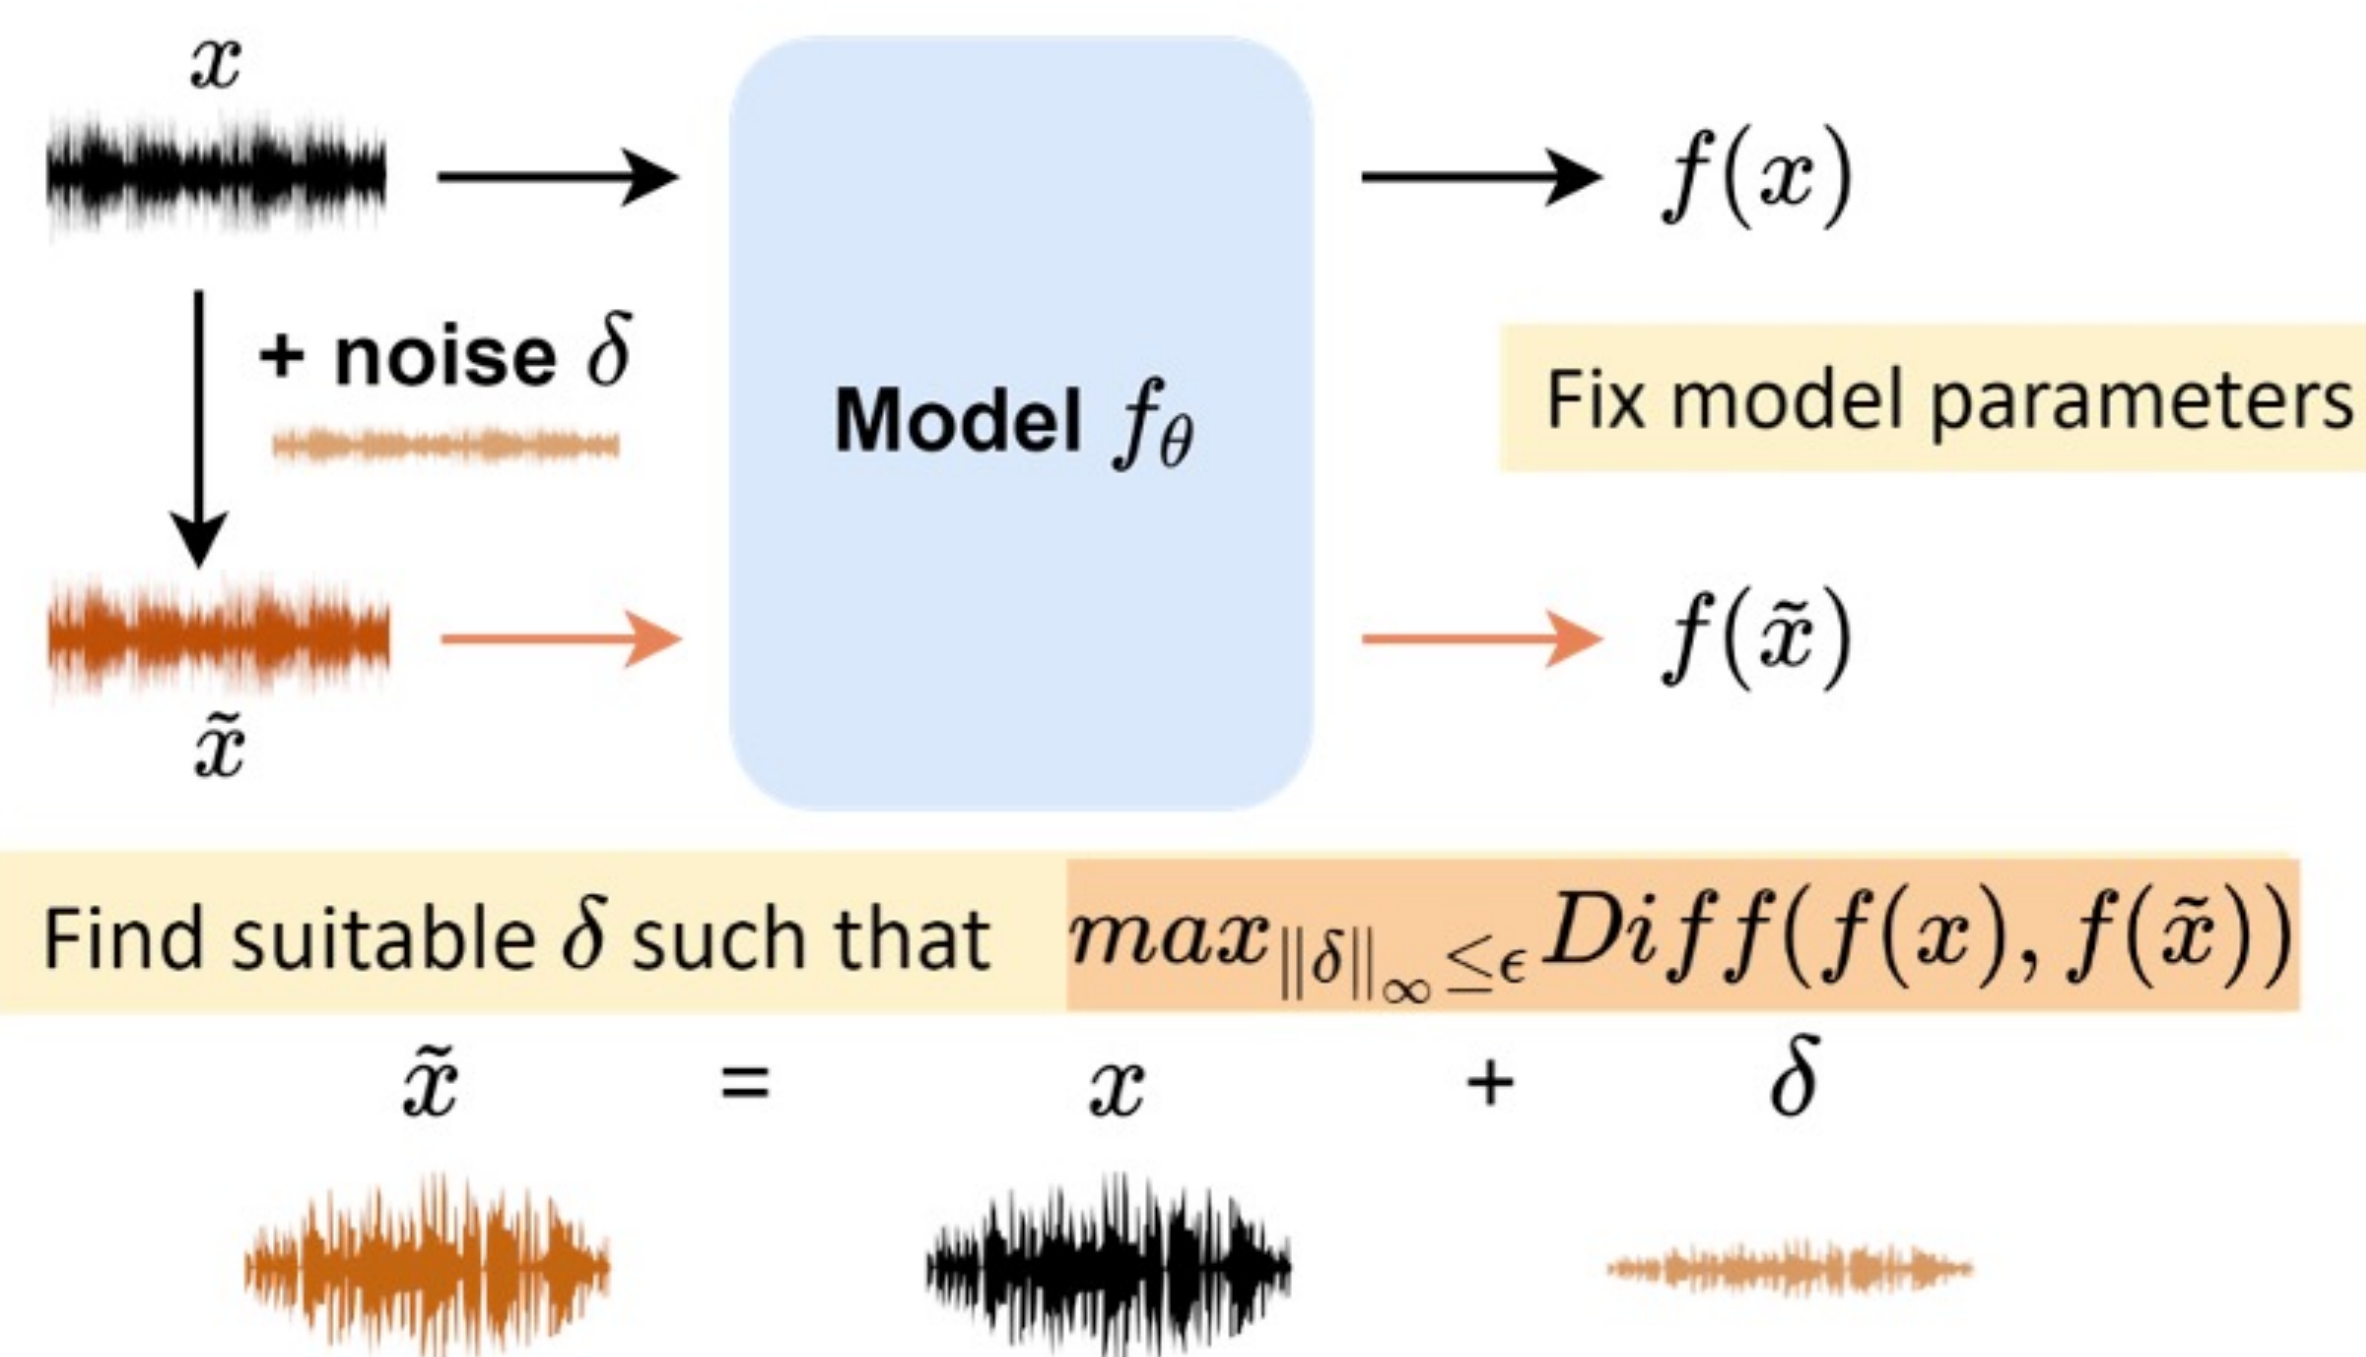 x
f(x)
+ noise δ
Model f_θ
Fix model parameters
f(x̃)
x̃
Find suitable δ such that max_{‖δ‖_∞ ≤ϵ} Diff(f(x), f(x̃))
x̃ = x + δ